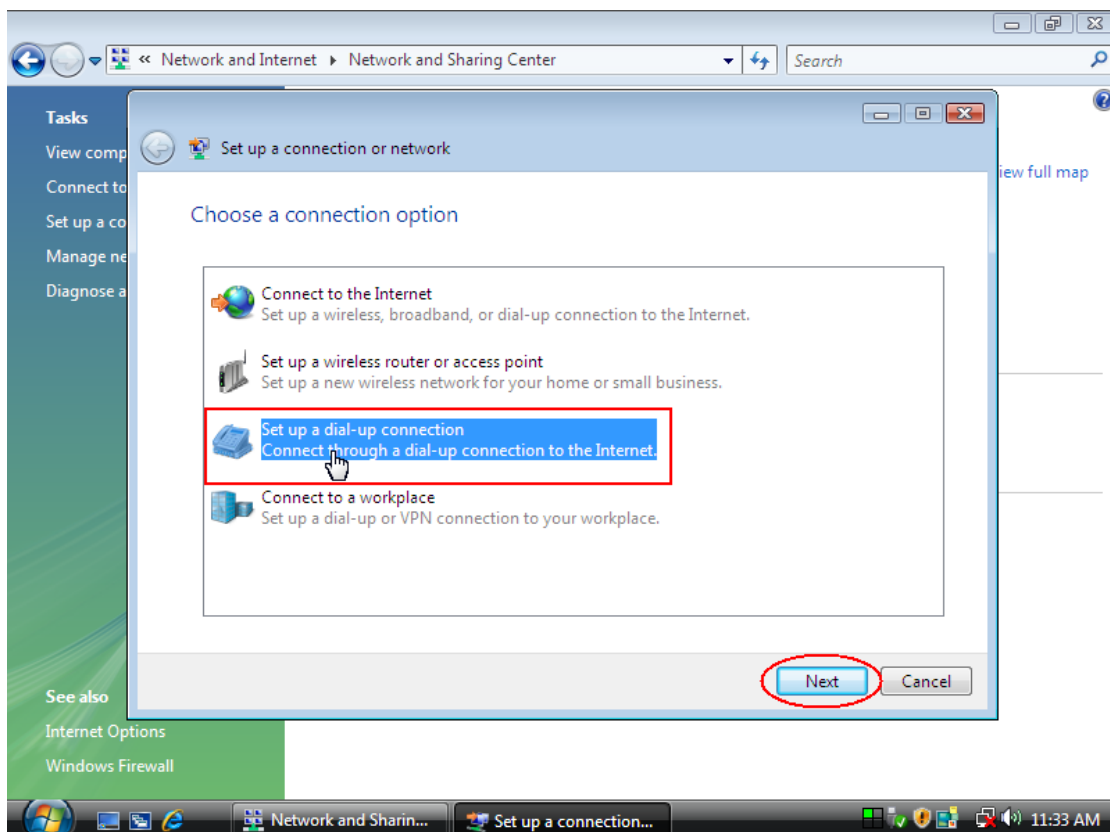 « Network and Internet ▸ Network and Sharing Center
Search
Tasks
View comp
Connect to
Set up a co
Manage ne
Diagnose a
iew full map
Set up a connection or network
Choose a connection option
Connect to the Internet
Set up a wireless, broadband, or dial-up connection to the Internet.
Set up a wireless router or access point
Set up a new wireless network for your home or small business.
Set up a dial-up connection
Connect through a dial-up connection to the Internet.
Connect to a workplace
Set up a dial-up or VPN connection to your workplace.
Next
Cancel
See also
Internet Options
Windows Firewall
Network and Sharin...
Set up a connection...
11:33 AM